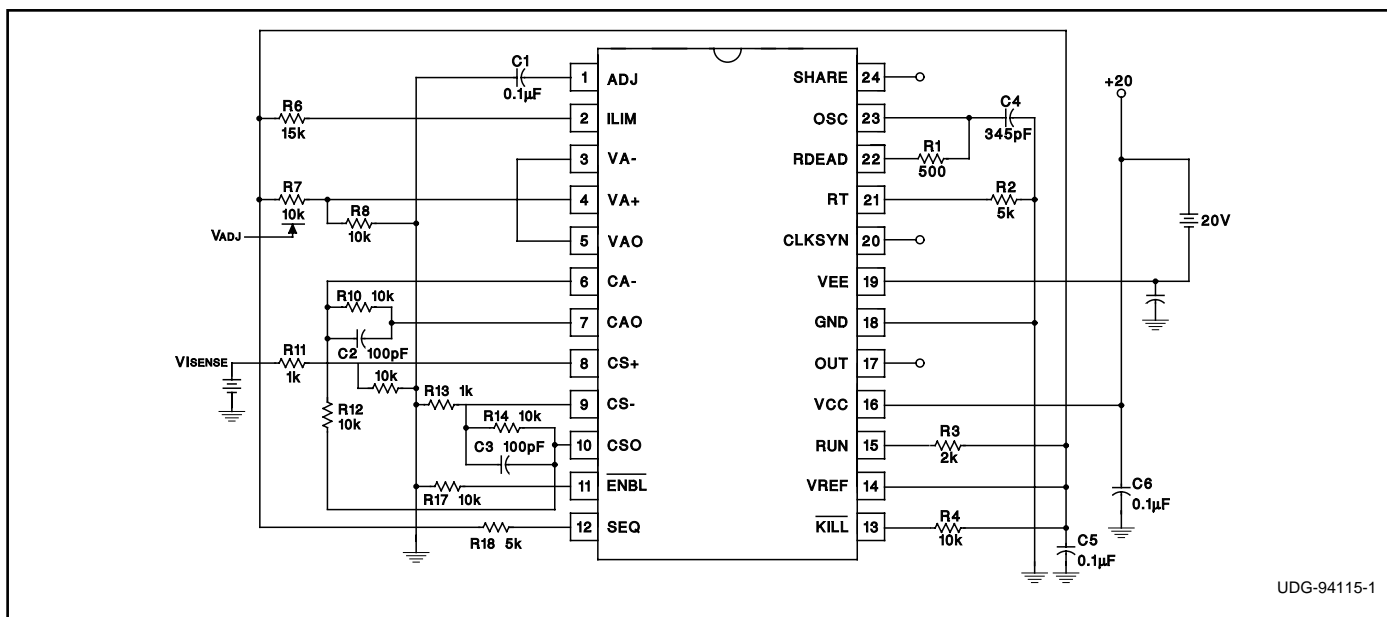 C1
0.1µF
R6
15k
R7
10k
VADJ
R8
10k
R10 10k
C2 100pF
VISENSE
R11
1k
10k
R12
10k
R13 1k
R14 10k
C3 100pF
R17 10k
R18 5k
1 ADJ
2 ILIM
3 VA-
4 VA+
5 VAO
6 CA-
7 CAO
8 CS+
9 CS-
10 CSO
11 ENBL
12 SEQ
SHARE 24
OSC 23
RDEAD 22
RT 21
CLKSYN 20
VEE 19
GND 18
OUT 17
VCC 16
RUN 15
VREF 14
KILL 13
C4
345pF
R1
500
R2
5k
+20
20V
R3
2k
R4
10k
C5
0.1µF
C6
0.1µF
UDG-94115-1